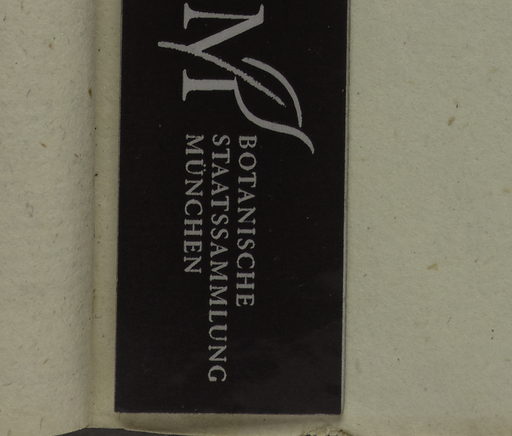 M
BOTANISCHE
STAATSSAMMLUNG
MÜNCHEN